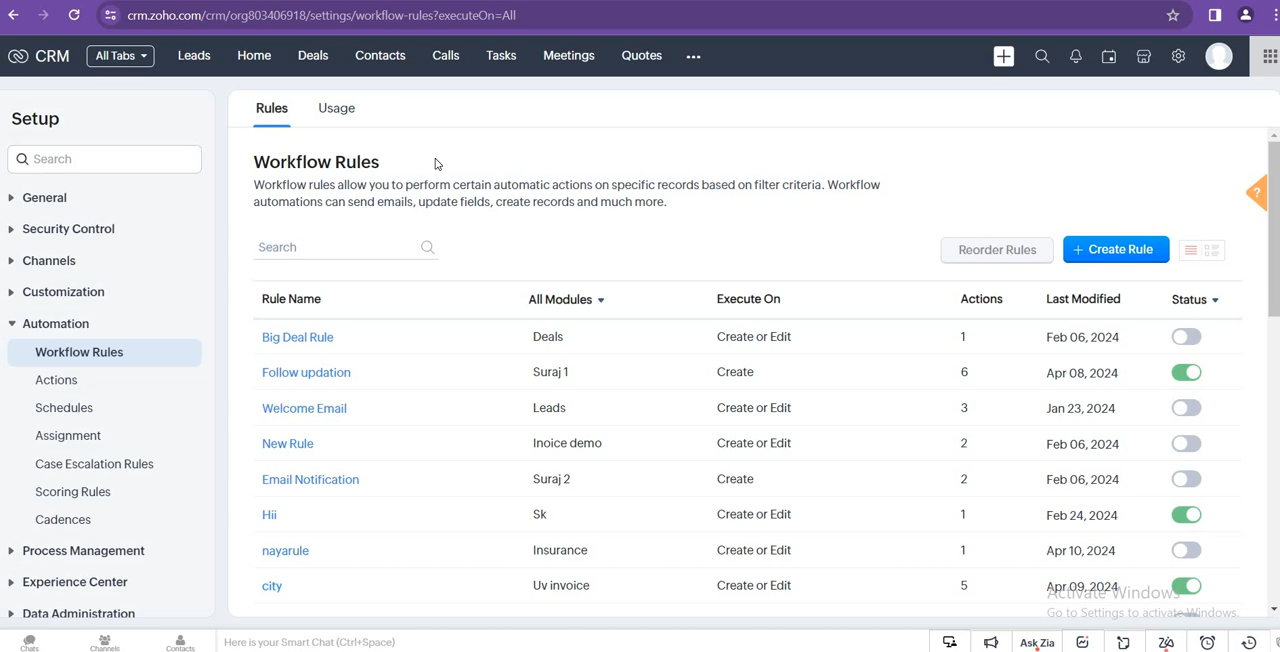 crm.zoho.com/crm/org803406918/settings/workflow-rules?executeOn=All
CRM All Tabs Leads Home Deals Contacts Calls Tasks Meetings Quotes
Setup
Search
General
Security Control
Channels
Customization
Automation
Workflow Rules
Actions
Schedules
Assignment
Case Escalation Rules
Scoring Rules
Cadences
Process Management
Experience Center
Data Administration
Rules Usage
Workflow Rules
Workflow rules allow you to perform certain automatic actions on specific records based on filter criteria. Workflow
automations can send emails, update fields, create records and much more.
?
Search Reorder Rules + Create Rule
Rule Name All Modules Execute On Actions Last Modified Status
Big Deal Rule Deals Create or Edit 1 Feb 06, 2024
Follow updation Suraj 1 Create 6 Apr 08, 2024
Welcome Email Leads Create or Edit 3 Jan 23, 2024
New Rule Inoice demo Create or Edit 2 Feb 06, 2024
Email Notification Suraj 2 Create 2 Feb 06, 2024
Hii Sk Create or Edit 1 Feb 24, 2024
nayarule Insurance Create or Edit 1 Apr 10, 2024
city Uv invoice Create or Edit 5 Apr 09, 2024
Activate Windows
Go to Settings to activate Windows.
Chats Channels Contacts Here is your Smart Chat (Ctrl+Space) Ask Zia